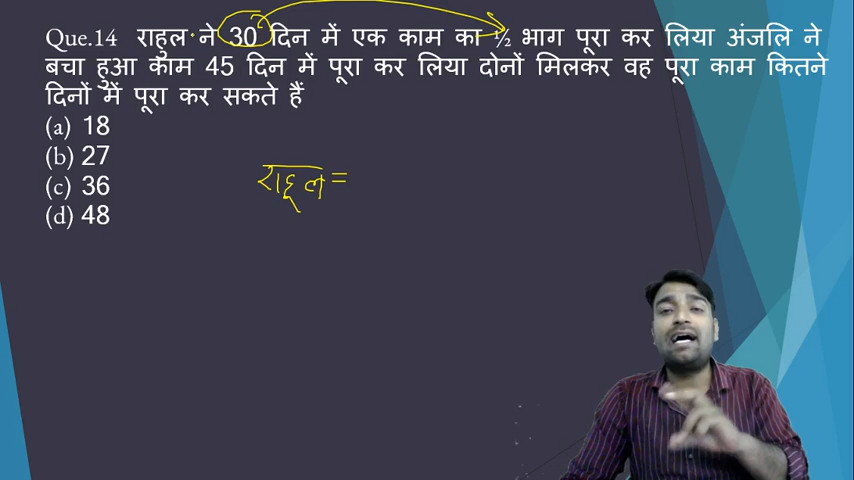 Que.14 राहुल ने 30 दिन में एक काम का ½ भाग पूरा कर लिया अंजलि ने
बचा हुआ काम 45 दिन में पूरा कर लिया दोनों मिलकर वह पूरा काम कितने
दिनों में पूरा कर सकते हैं
(a) 18
(b) 27
(c) 36
(d) 48
राहूल =